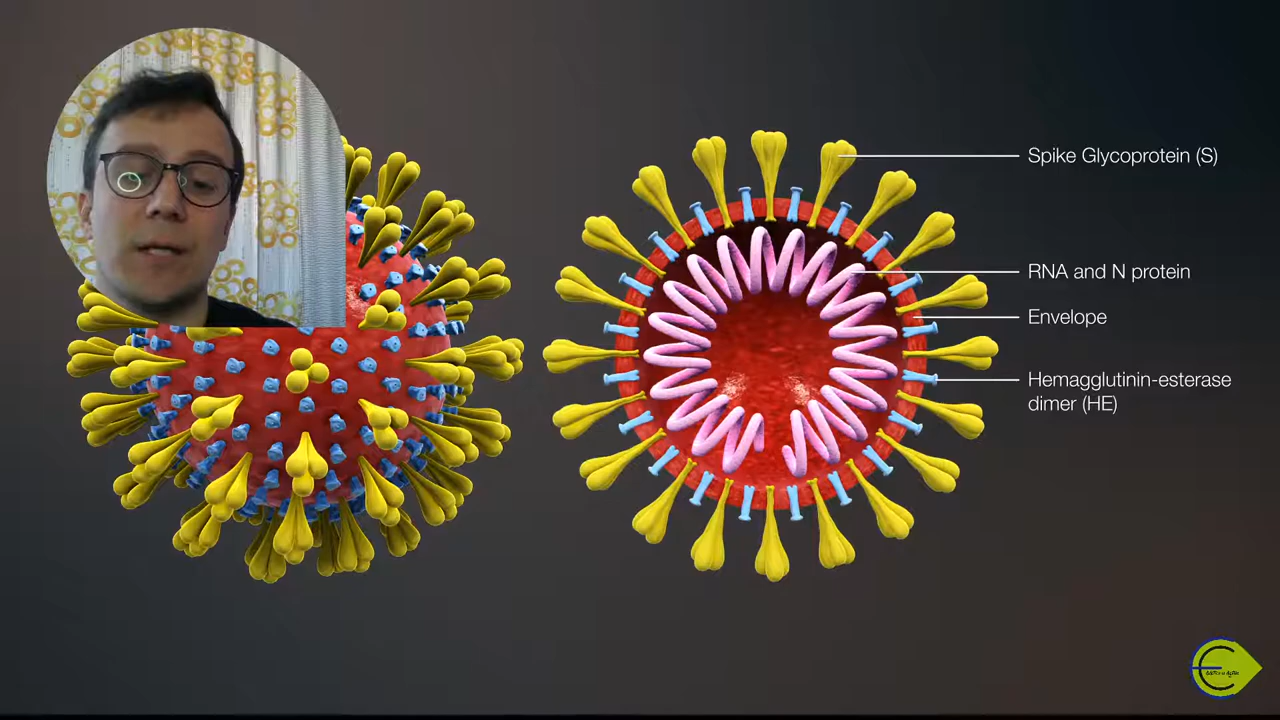 Spike Glycoprotein (S)
RNA and N protein
Envelope
Hemagglutinin-esterase
dimer (HE)